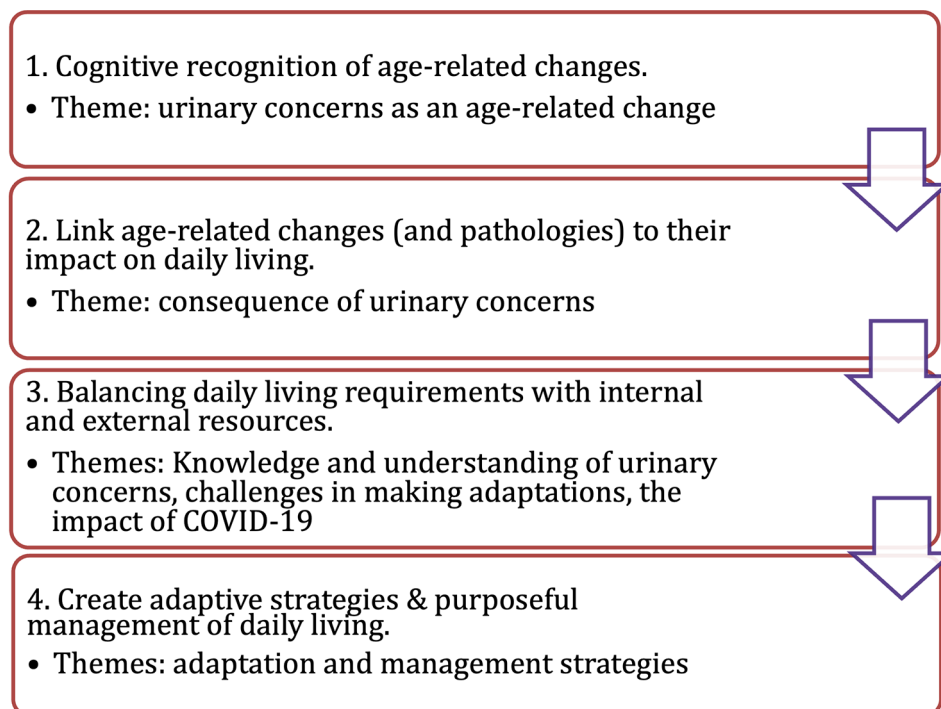 1. Cognitive recognition of age-related changes.
• Theme: urinary concerns as an age-related change
2. Link age-related changes (and pathologies) to their
impact on daily living.
• Theme: consequence of urinary concerns
3. Balancing daily living requirements with internal
and external resources.
• Themes: Knowledge and understanding of urinary
concerns, challenges in making adaptations, the
impact of COVID-19
4. Create adaptive strategies & purposeful
management of daily living.
• Themes: adaptation and management strategies